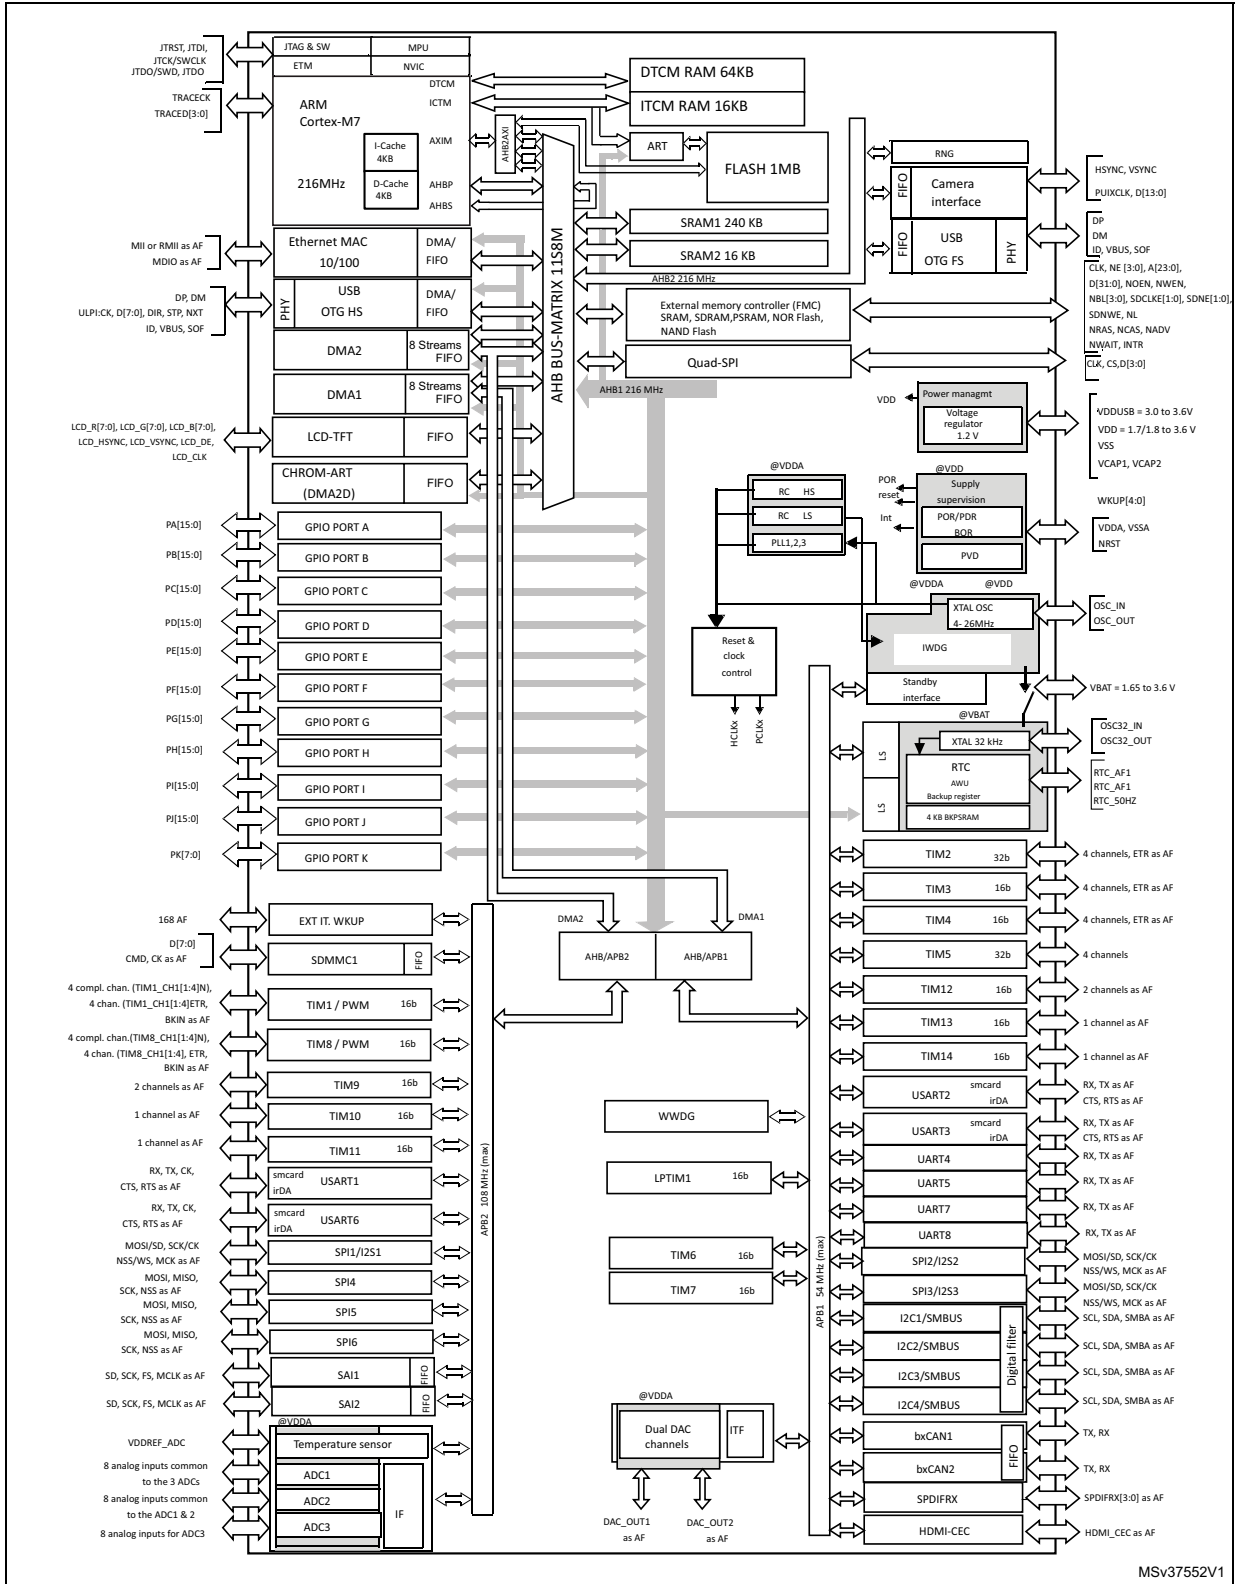 JTRST, JTDI,
JTCK/SWCLK
JTDO/SWD, JTDO
TRACECK
TRACED[3:0]
JTAG & SW
MPU
ETM
NVIC
DTCM
ICTM
ARM
Cortex-M7
AXIM
I-Cache
4KB
D-Cache
4KB
216MHz
AHBP
AHBS
AHB2AXI
AHB BUS-MATRIX 11S8M
DTCM RAM 64KB
ITCM RAM 16KB
ART
FLASH 1MB
SRAM1 240 KB
SRAM2 16 KB
AHB2 216 MHz
External memory controller (FMC)
SRAM, SDRAM,PSRAM, NOR Flash,
NAND Flash
Quad-SPI
AHB1 216 MHz
RNG
FIFO
Camera
interface
HSYNC, VSYNC
PUIXCLK, D[13:0]
FIFO
USB
OTG FS
PHY
DP
DM
ID, VBUS, SOF
CLK, NE [3:0], A[23:0],
D[31:0], NOEN, NWEN,
NBL[3:0], SDCLKE[1:0], SDNE[1:0],
SDNWE, NL
NRAS, NCAS, NADV
NWAIT, INTR
CLK, CS,D[3:0]
MII or RMII as AF
MDIO as AF
Ethernet MAC
10/100
DMA/
FIFO
DP, DM
ULPI:CK, D[7:0], DIR, STP, NXT
ID, VBUS, SOF
PHY
USB
OTG HS
DMA/
FIFO
DMA2
8 Streams
FIFO
DMA1
8 Streams
FIFO
LCD_R[7:0], LCD_G[7:0], LCD_B[7:0],
LCD_HSYNC, LCD_VSYNC, LCD_DE,
LCD_CLK
LCD-TFT
FIFO
CHROM-ART
(DMA2D)
FIFO
VDD
Power managmt
Voltage
regulator
1.2 V
VDDUSB = 3.0 to 3.6V
VDD = 1.7/1.8 to 3.6 V
VSS
VCAP1, VCAP2
@VDDA
RC HS
RC LS
PLL1,2,3
@VDD
POR
reset
Int
Supply
supervision
POR/PDR
BOR
PVD
WKUP[4:0]
VDDA, VSSA
NRST
@VDDA
@VDD
XTAL OSC
4- 26MHz
IWDG
OSC_IN
OSC_OUT
Standby
interface
VBAT = 1.65 to 3.6 V
Reset &
clock
control
HCLKx
PCLKx
@VBAT
LS
LS
XTAL 32 kHz
RTC
AWU
Backup register
4 KB BKPSRAM
OSC32_IN
OSC32_OUT
RTC_AF1
RTC_AF1
RTC_50HZ
PA[15:0]
GPIO PORT A
PB[15:0]
GPIO PORT B
PC[15:0]
GPIO PORT C
PD[15:0]
GPIO PORT D
PE[15:0]
GPIO PORT E
PF[15:0]
GPIO PORT F
PG[15:0]
GPIO PORT G
PH[15:0]
GPIO PORT H
PI[15:0]
GPIO PORT I
PJ[15:0]
GPIO PORT J
PK[7:0]
GPIO PORT K
DMA2
DMA1
AHB/APB2
AHB/APB1
168 AF
EXT IT. WKUP
D[7:0]
CMD, CK as AF
SDMMC1
FIFO
4 compl. chan. (TIM1_CH1[1:4]N),
4 chan. (TIM1_CH1[1:4]ETR,
BKIN as AF
TIM1 / PWM 16b
4 compl. chan.(TIM8_CH1[1:4]N),
4 chan. (TIM8_CH1[1:4], ETR,
BKIN as AF
TIM8 / PWM 16b
2 channels as AF
TIM9 16b
1 channel as AF
TIM10 16b
1 channel as AF
TIM11 16b
RX, TX, CK,
CTS, RTS as AF
smcard
irDA
USART1
RX, TX, CK,
CTS, RTS as AF
smcard
irDA
USART6
MOSI/SD, SCK/CK
NSS/WS, MCK as AF
SPI1/I2S1
MOSI, MISO,
SCK, NSS as AF
SPI4
MOSI, MISO,
SCK, NSS as AF
SPI5
MOSI, MISO,
SCK, NSS as AF
SPI6
SD, SCK, FS, MCLK as AF
SAI1
FIFO
SD, SCK, FS, MCLK as AF
SAI2
FIFO
@VDDA
VDDREF_ADC
Temperature sensor
8 analog inputs common
to the 3 ADCs
ADC1
8 analog inputs common
to the ADC1 & 2
ADC2
8 analog inputs for ADC3
ADC3
IF
APB2 108 MHz (max)
WWDG
LPTIM1 16b
TIM6 16b
TIM7 16b
@VDDA
Dual DAC
channels
ITF
DAC_OUT1
as AF
DAC_OUT2
as AF
APB1 54 MHz (max)
TIM2 32b
4 channels, ETR as AF
TIM3 16b
4 channels, ETR as AF
TIM4 16b
4 channels, ETR as AF
TIM5 32b
4 channels
TIM12 16b
2 channels as AF
TIM13 16b
1 channel as AF
TIM14 16b
1 channel as AF
USART2
smcard
irDA
RX, TX as AF
CTS, RTS as AF
USART3
smcard
irDA
RX, TX as AF
CTS, RTS as AF
UART4
RX, TX as AF
UART5
RX, TX as AF
UART7
RX, TX as AF
UART8
RX, TX as AF
SPI2/I2S2
MOSI/SD, SCK/CK
NSS/WS, MCK as AF
SPI3/I2S3
MOSI/SD, SCK/CK
NSS/WS, MCK as AF
I2C1/SMBUS
SCL, SDA, SMBA as AF
I2C2/SMBUS
SCL, SDA, SMBA as AF
I2C3/SMBUS
SCL, SDA, SMBA as AF
I2C4/SMBUS
SCL, SDA, SMBA as AF
Digital filter
bxCAN1
TX, RX
bxCAN2
TX, RX
FIFO
SPDIFRX
SPDIFRX[3:0] as AF
HDMI-CEC
HDMI_CEC as AF
MSv37552V1